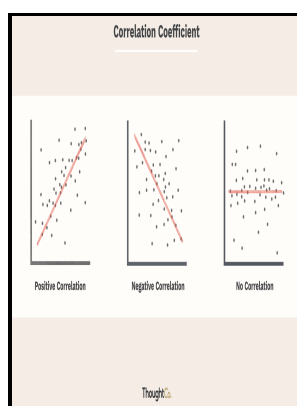 Correlation Coefficient
Positive Correlation
Negative Correlation
No Correlation
ThoughtCo.